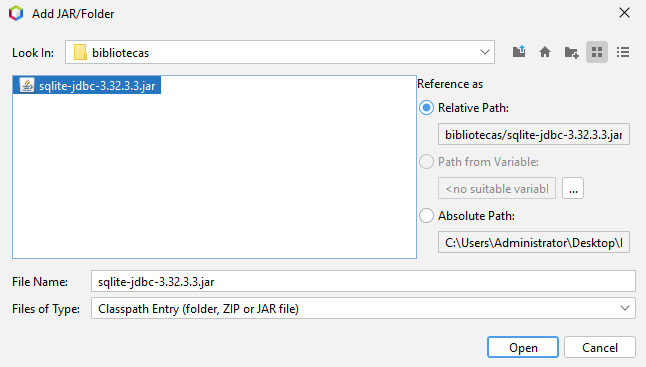 Add JAR/Folder
Look In:
bibliotecas
sqlite-jdbc-3.32.3.3.jar
Reference as
Relative Path:
bibliotecas/sqlite-jdbc-3.32.3.3.jar
Path from Variable:
<no suitable variabl
...
Absolute Path:
C:\Users\Administrator\Desktop\
File Name:
sqlite-jdbc-3.32.3.3.jar
Files of Type:
Classpath Entry (folder, ZIP or JAR file)
Open
Cancel